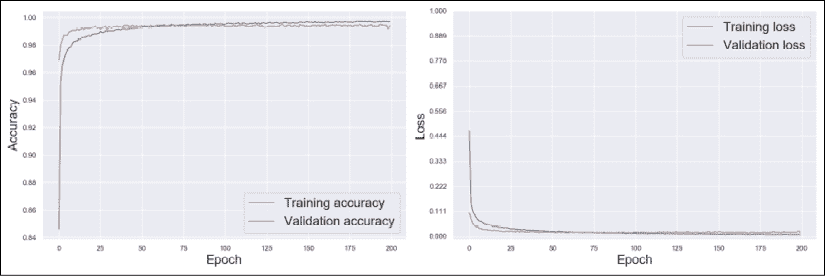 1.00
0.98
0.96
0.94
0.92
0.90
0.88
0.86
0.84
Accuracy
0 25 50 75 100 125 150 175 200
Epoch
Training accuracy
Validation accuracy
1.000
0.889
0.778
0.667
0.556
0.444
0.333
0.222
0.111
0.000
Loss
0 25 50 75 100 125 150 175 200
Epoch
Training loss
Validation loss